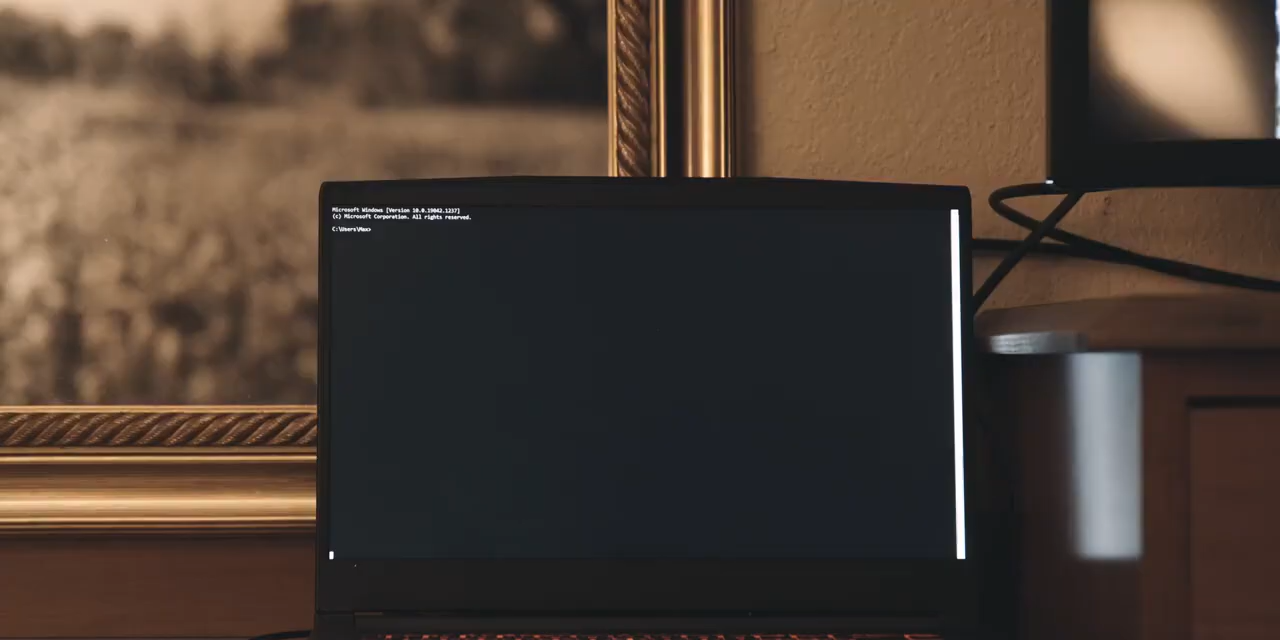 Microsoft Windows [Version 10.0.19042.1237]
(c) Microsoft Corporation. All rights reserved.
C:\Users\Max>